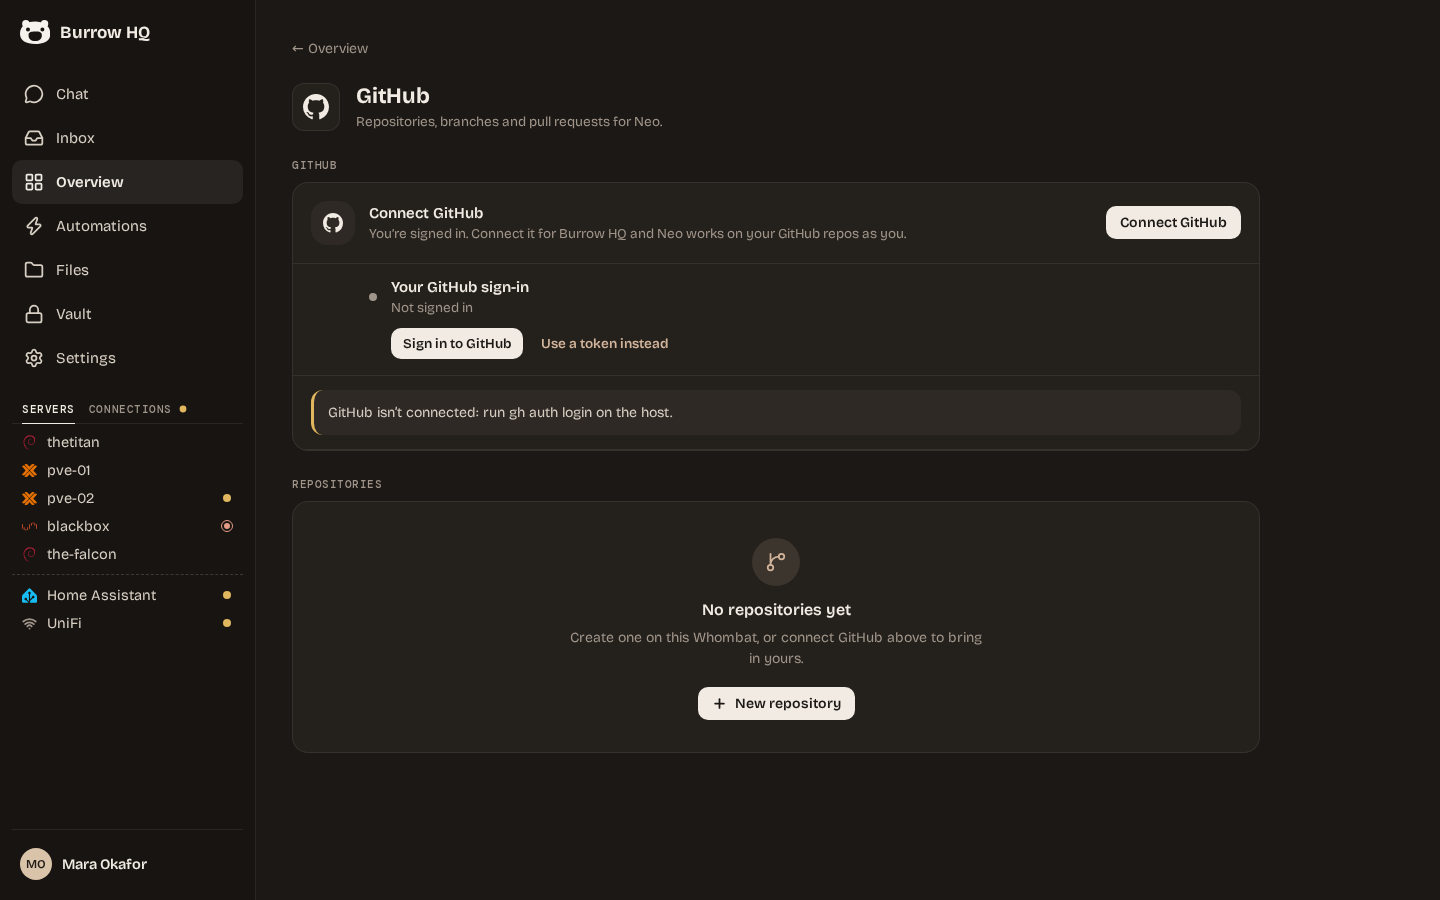 Burrow HQ
Chat
Inbox
Overview
Automations
Files
Vault
Settings
SERVERS CONNECTIONS
thetitan
pve-01
pve-02
blackbox
the-falcon
Home Assistant
UniFi
MO Mara Okafor
← Overview
GitHub
Repositories, branches and pull requests for Neo.
GITHUB
Connect GitHub
You're signed in. Connect it for Burrow HQ and Neo works on your GitHub repos as you.
Connect GitHub
Your GitHub sign-in
Not signed in
Sign in to GitHub Use a token instead
GitHub isn't connected: run gh auth login on the host.
REPOSITORIES
No repositories yet
Create one on this Whombat, or connect GitHub above to bring
in yours.
+ New repository